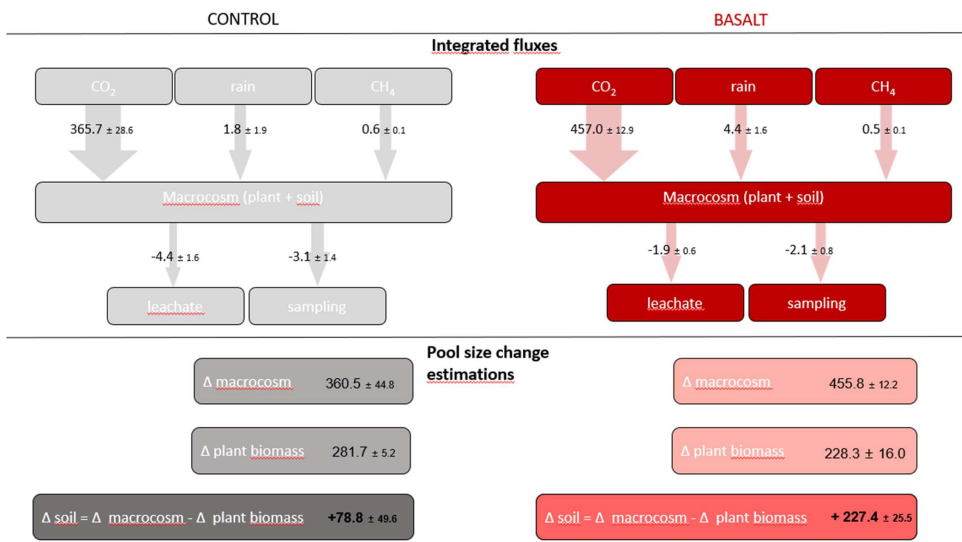 CONTROL BASALT
Integrated fluxes
CO₂ rain CH₄ CO₂ rain CH₄
365.7 ± 28.6 1.8 ± 1.9 0.6 ± 0.1 457.0 ± 12.9 4.4 ± 1.6 0.5 ± 0.1
Macrocosm (plant + soil) Macrocosm (plant + soil)
-4.4 ± 1.6 -3.1 ± 1.4 -1.9 ± 0.6 -2.1 ± 0.8
leachate sampling leachate sampling
Pool size change
estimations
Δ macrocosm 360.5 ± 44.8 Δ macrocosm 455.8 ± 12.2
Δ plant biomass 281.7 ± 5.2 Δ plant biomass 228.3 ± 16.0
Δ soil = Δ macrocosm - Δ plant biomass +78.8 ± 49.6 Δ soil = Δ macrocosm - Δ plant biomass + 227.4 ± 25.5